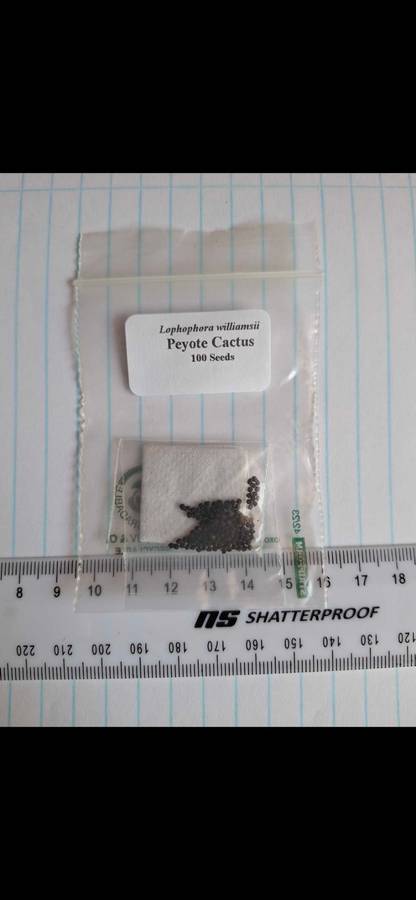 Lophophora williamsii
Peyote Cactus
100 Seeds
8 9 10 11 12 13 14 15 16 17 18
ns SHATTERPROOF
220 210 200 190 180 170 160 150 140 130 120